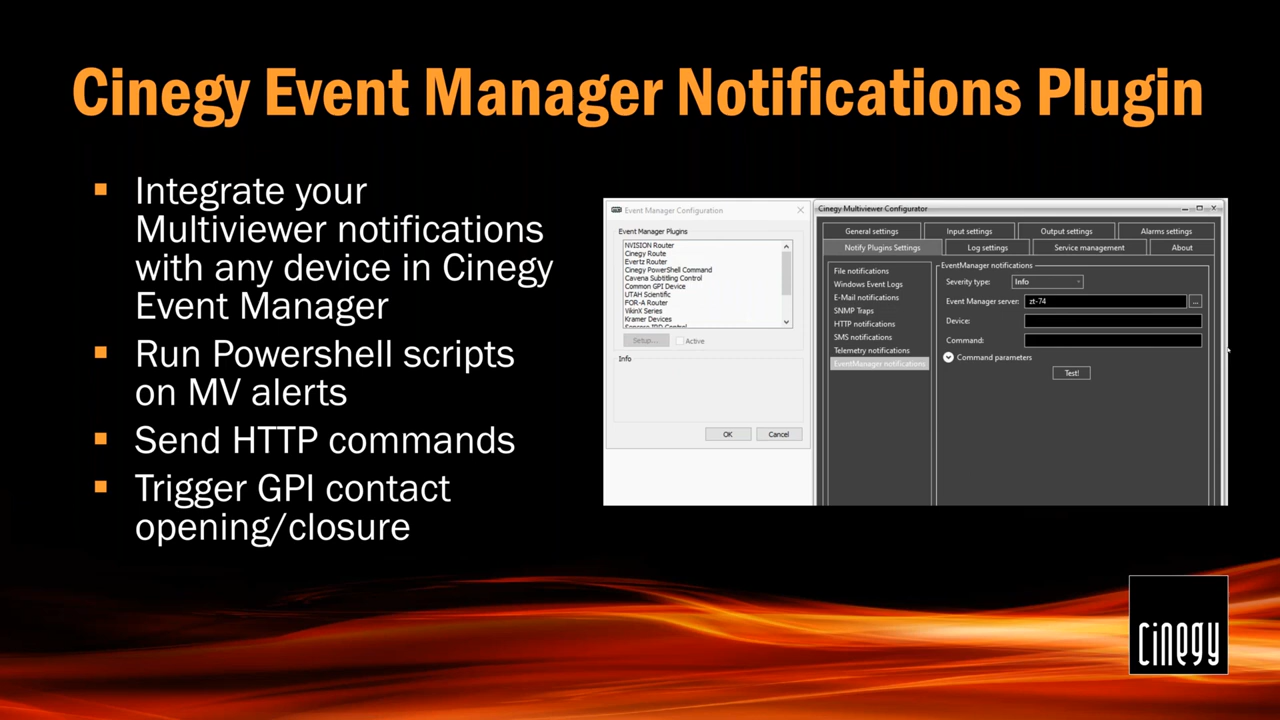 Cinegy Event Manager Notifications Plugin
Integrate your
Multiviewer notifications
with any device in Cinegy
Event Manager
Run Powershell scripts
on MV alerts
Send HTTP commands
Trigger GPI contact
opening/closure
Event Manager Configuration
Event Manager Plugins
NVISION Router
Cinegy Route
Evertz Router
Cinegy PowerShell Command
Cavena Subtitling Control
Common GPI Device
UTAH Scientific
FOR-A Router
VikinX Series
Kramer Devices
Setup...
Active
Info
OK
Cancel
Cinegy Multiviewer Configurator
General settings
Input settings
Output settings
Alarms settings
Notify Plugins Settings
Log settings
Service management
About
File notifications
Windows Event Logs
E-Mail notifications
SNMP Traps
HTTP notifications
SMS notifications
Telemetry notifications
EventManager notifications
EventManager notifications
Severity type:
Info
Event Manager server:
zt-74
...
Device:
Command:
Command parameters
Test!
cinegy